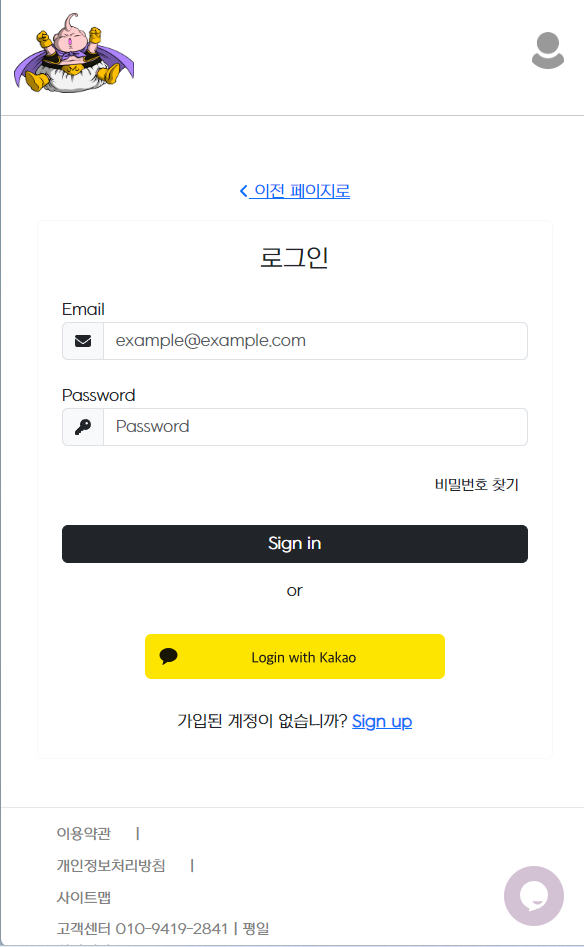 이전 페이지로
로그인
Email
example@example.com
Password
Password
비밀번호 찾기
Sign in
or
Login with Kakao
가입된 계정이 없습니까? Sign up
이용약관 |
개인정보처리방침 |
사이트맵
고객센터 010-9419-2841 | 평일